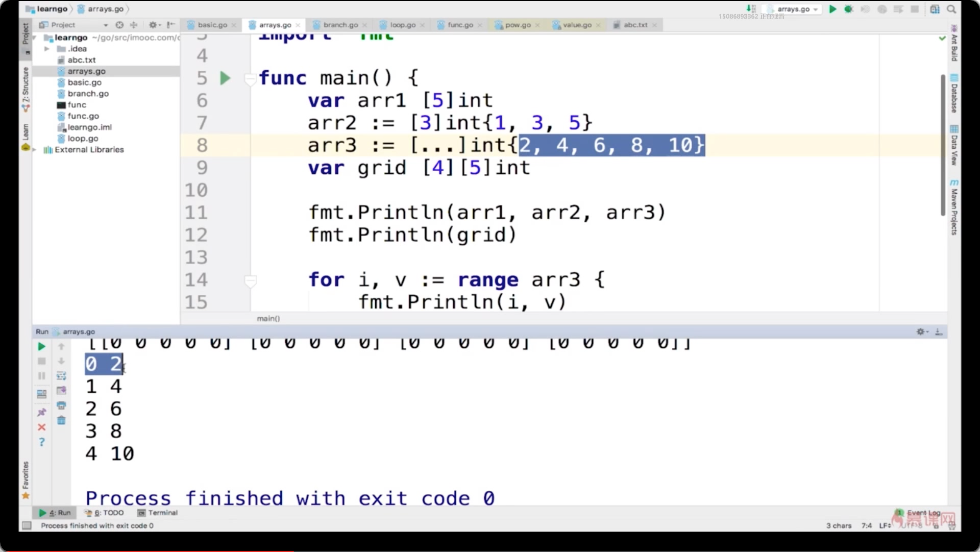 learngo arrays.go
arrays.go
Project
basic.go arrays.go branch.go loop.go func.go pow.go value.go abc.txt
learngo ~/go/src/imooc.com/c
.idea
abc.txt
arrays.go
basic.go
branch.go
func
func.go
learngo.iml
loop.go
External Libraries
4
5 func main() {
6 var arr1 [5]int
7 arr2 := [3]int{1, 3, 5}
8 arr3 := [...]int{2, 4, 6, 8, 10}
9 var grid [4][5]int
10
11 fmt.Println(arr1, arr2, arr3)
12 fmt.Println(grid)
13
14 for i, v := range arr3 {
15 fmt.Println(i, v)
main()
Project
Z: Structure
Learn
Favorites
Ant Build
Database
Data View
Maven Projects
Run arrays.go
[[0 0 0 0 0] [0 0 0 0 0] [0 0 0 0 0] [0 0 0 0 0]]
0 2
1 4
2 6
3 8
4 10
Process finished with exit code 0
4: Run 6: TODO Terminal
Event Log
慕课网
Process finished with exit code 0
3 chars 7:4 LF÷